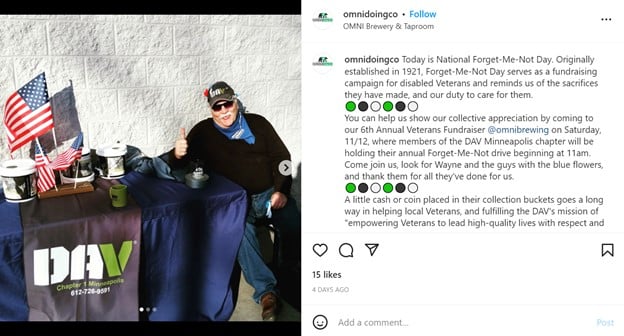 DAV
Chapter 1 Minneapolis
omnidoingco • Follow
OMNI Brewery & Taproom
omnidoingco Today is National Forget-Me-Not Day. Originally
established in 1921, Forget-Me-Not Day serves as a fundraising
campaign for disabled Veterans and reminds us of the sacrifices
they have made, and our duty to care for them.
You can help us show our collective appreciation by coming to
our 6th Annual Veterans Fundraiser @omnibrewing on Saturday,
11/12, where members of the DAV Minneapolis chapter will be
holding their annual Forget-Me-Not drive beginning at 11am.
Come join us, look for Wayne and the guys with the blue flowers,
and thank them for all they've done for us.
A little cash or coin placed in their collection buckets goes a long
way in helping local Veterans, and fulfilling the DAV's mission of
"empowering Veterans to lead high-quality lives with respect and
15 likes
4 DAYS AGO
Add a comment...
Post